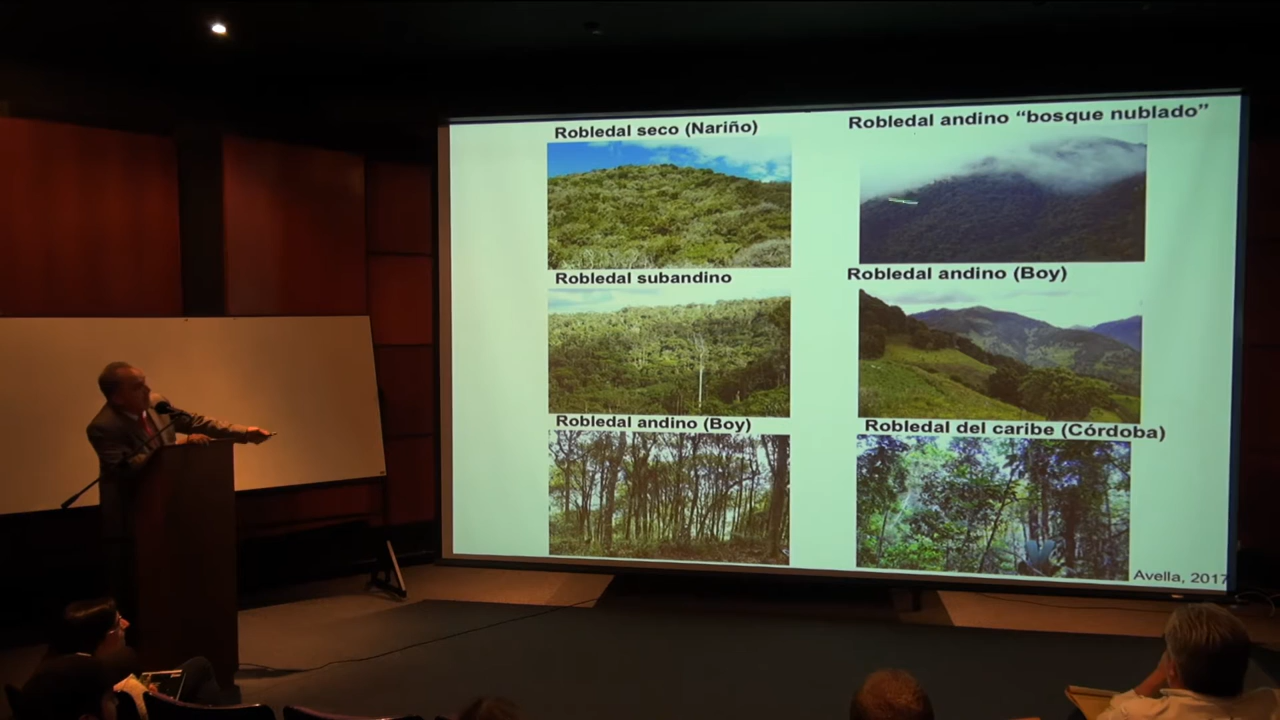 Robledal seco (Nariño)
Robledal andino “bosque nublado”
Robledal subandino
Robledal andino (Boy)
Robledal andino (Boy)
Robledal del caribe (Córdoba)
Avella, 2017